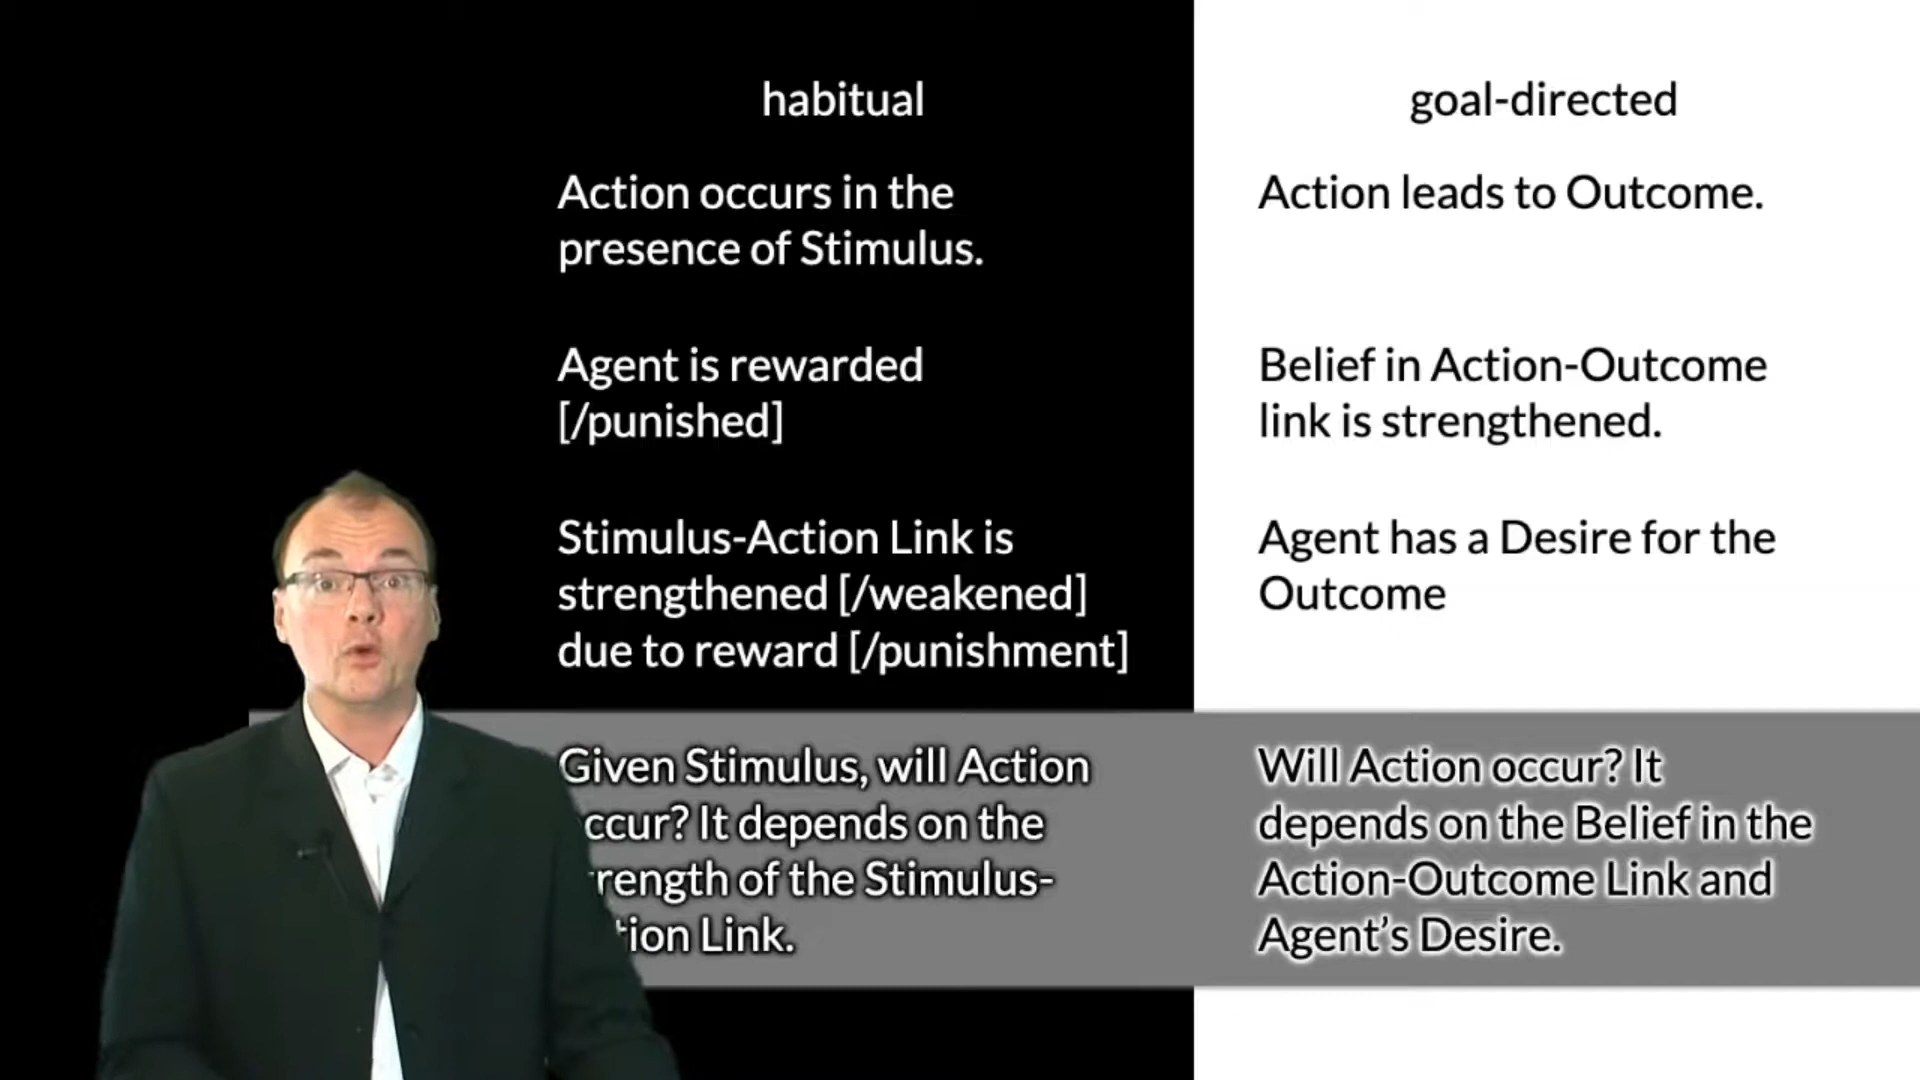 habitual
Action occurs in the
presence of Stimulus.
Agent is rewarded
[/punished]
Stimulus-Action Link is
strengthened [/weakened]
due to reward [/punishment]
Given Stimulus, will Action
ccur? It depends on the
rength of the Stimulus-
tion Link.
goal-directed
Action leads to Outcome.
Belief in Action-Outcome
link is strengthened.
Agent has a Desire for the
Outcome
Will Action occur? It
depends on the Belief in the
Action-Outcome Link and
Agent's Desire.